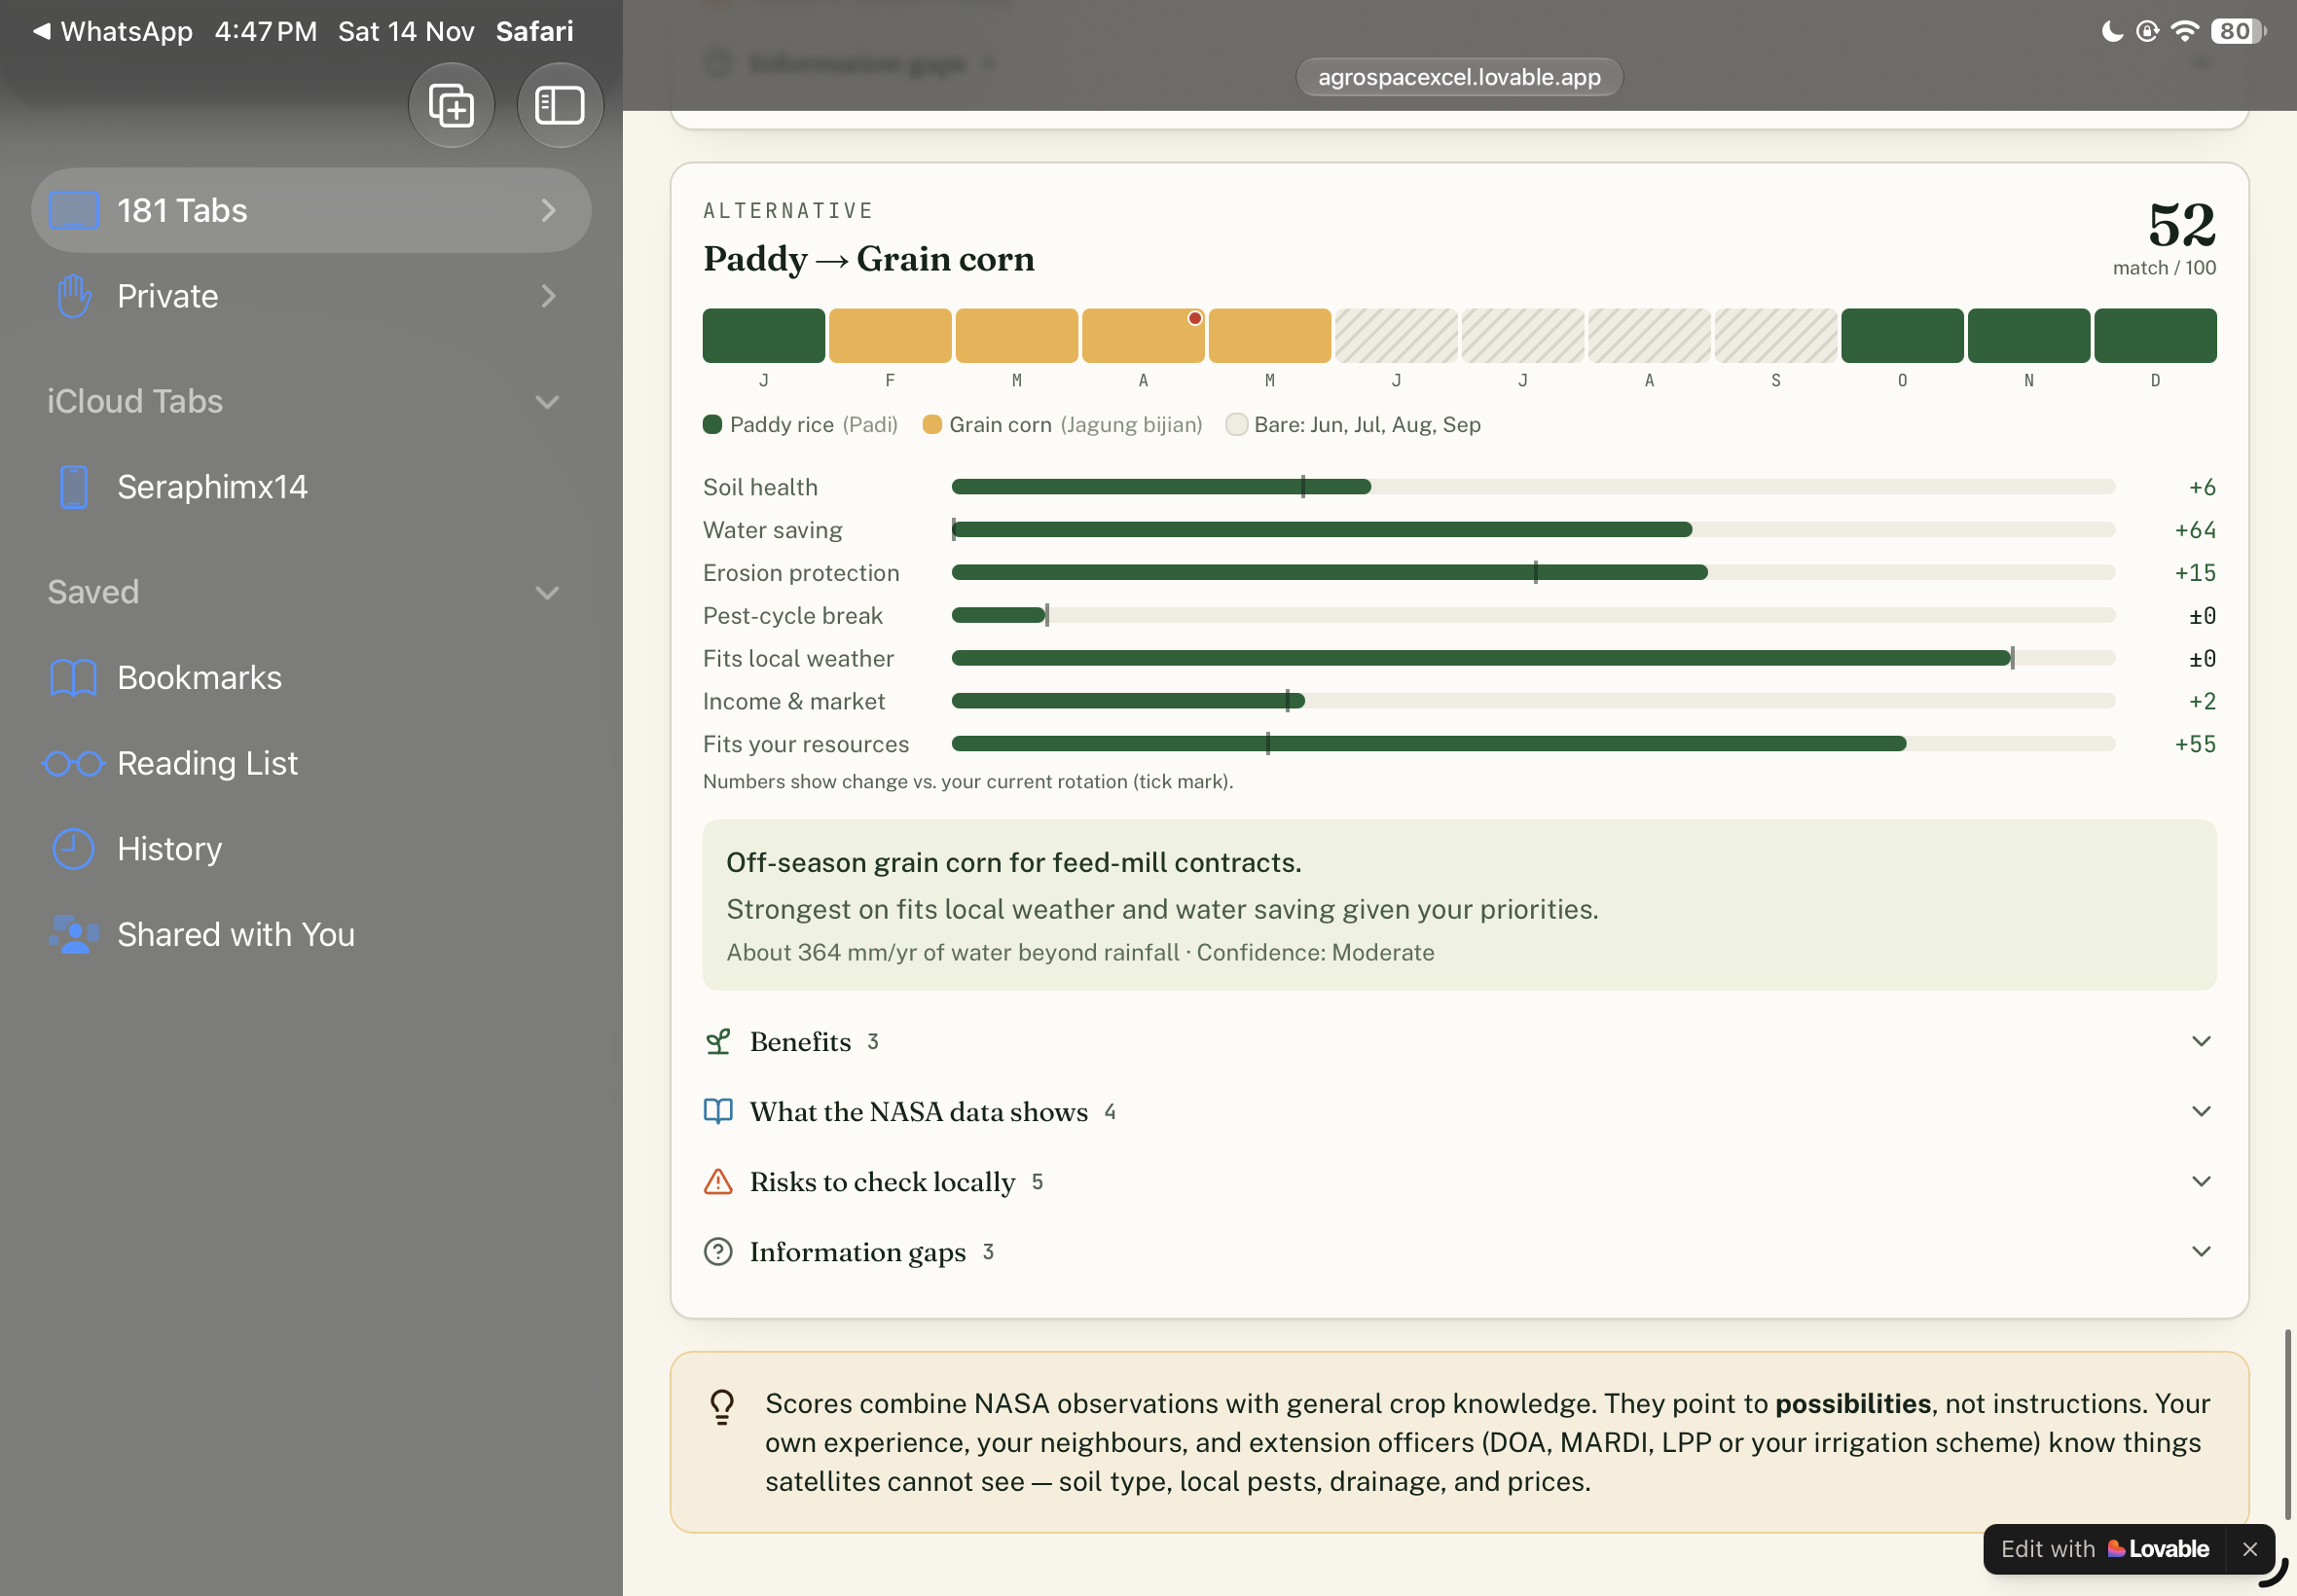 ◀ WhatsApp 4:47 PM Sat 14 Nov Safari
80
181 Tabs
Private
iCloud Tabs
Seraphimx14
Saved
Bookmarks
Reading List
History
Shared with You
Information gaps
agrospacexcel.lovable.app
ALTERNATIVE
Paddy → Grain corn
52
match / 100
J F M A M J J A S O N D
Paddy rice (Padi) Grain corn (Jagung bijian) Bare: Jun, Jul, Aug, Sep
Soil health +6
Water saving +64
Erosion protection +15
Pest-cycle break ±0
Fits local weather ±0
Income & market +2
Fits your resources +55
Numbers show change vs. your current rotation (tick mark).
Off-season grain corn for feed-mill contracts.
Strongest on fits local weather and water saving given your priorities.
About 364 mm/yr of water beyond rainfall · Confidence: Moderate
Benefits 3
What the NASA data shows 4
Risks to check locally 5
Information gaps 3
Scores combine NASA observations with general crop knowledge. They point to possibilities, not instructions. Your
own experience, your neighbours, and extension officers (DOA, MARDI, LPP or your irrigation scheme) know things
satellites cannot see — soil type, local pests, drainage, and prices.
Edit with Lovable ×